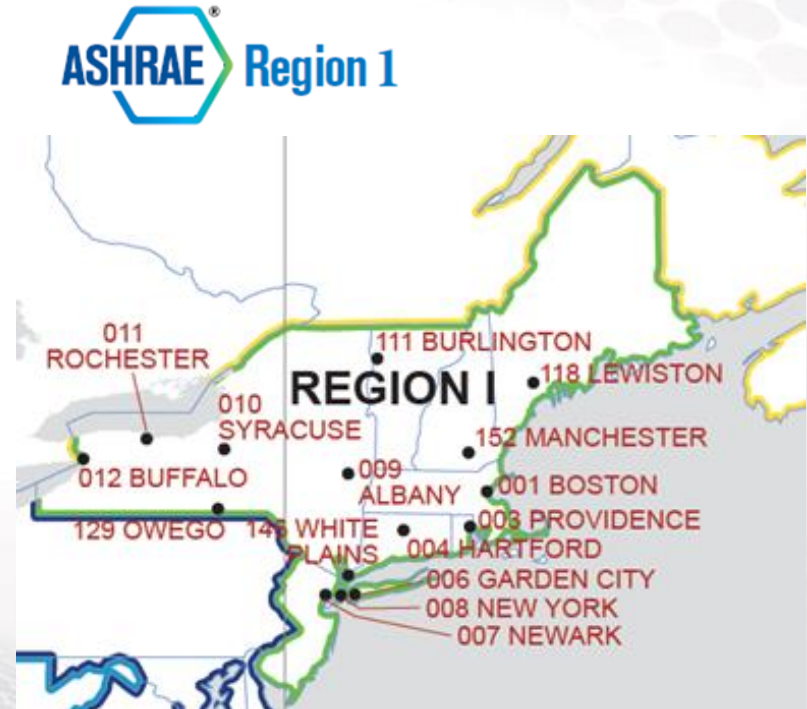 ASHRAE® Region 1
011
ROCHESTER
111 BURLINGTON
REGION I
118 LEWISTON
010
SYRACUSE
152 MANCHESTER
012 BUFFALO
009
ALBANY
001 BOSTON
129 OWEGO
146 WHITE
PLAINS
003 PROVIDENCE
004 HARTFORD
006 GARDEN CITY
008 NEW YORK
007 NEWARK